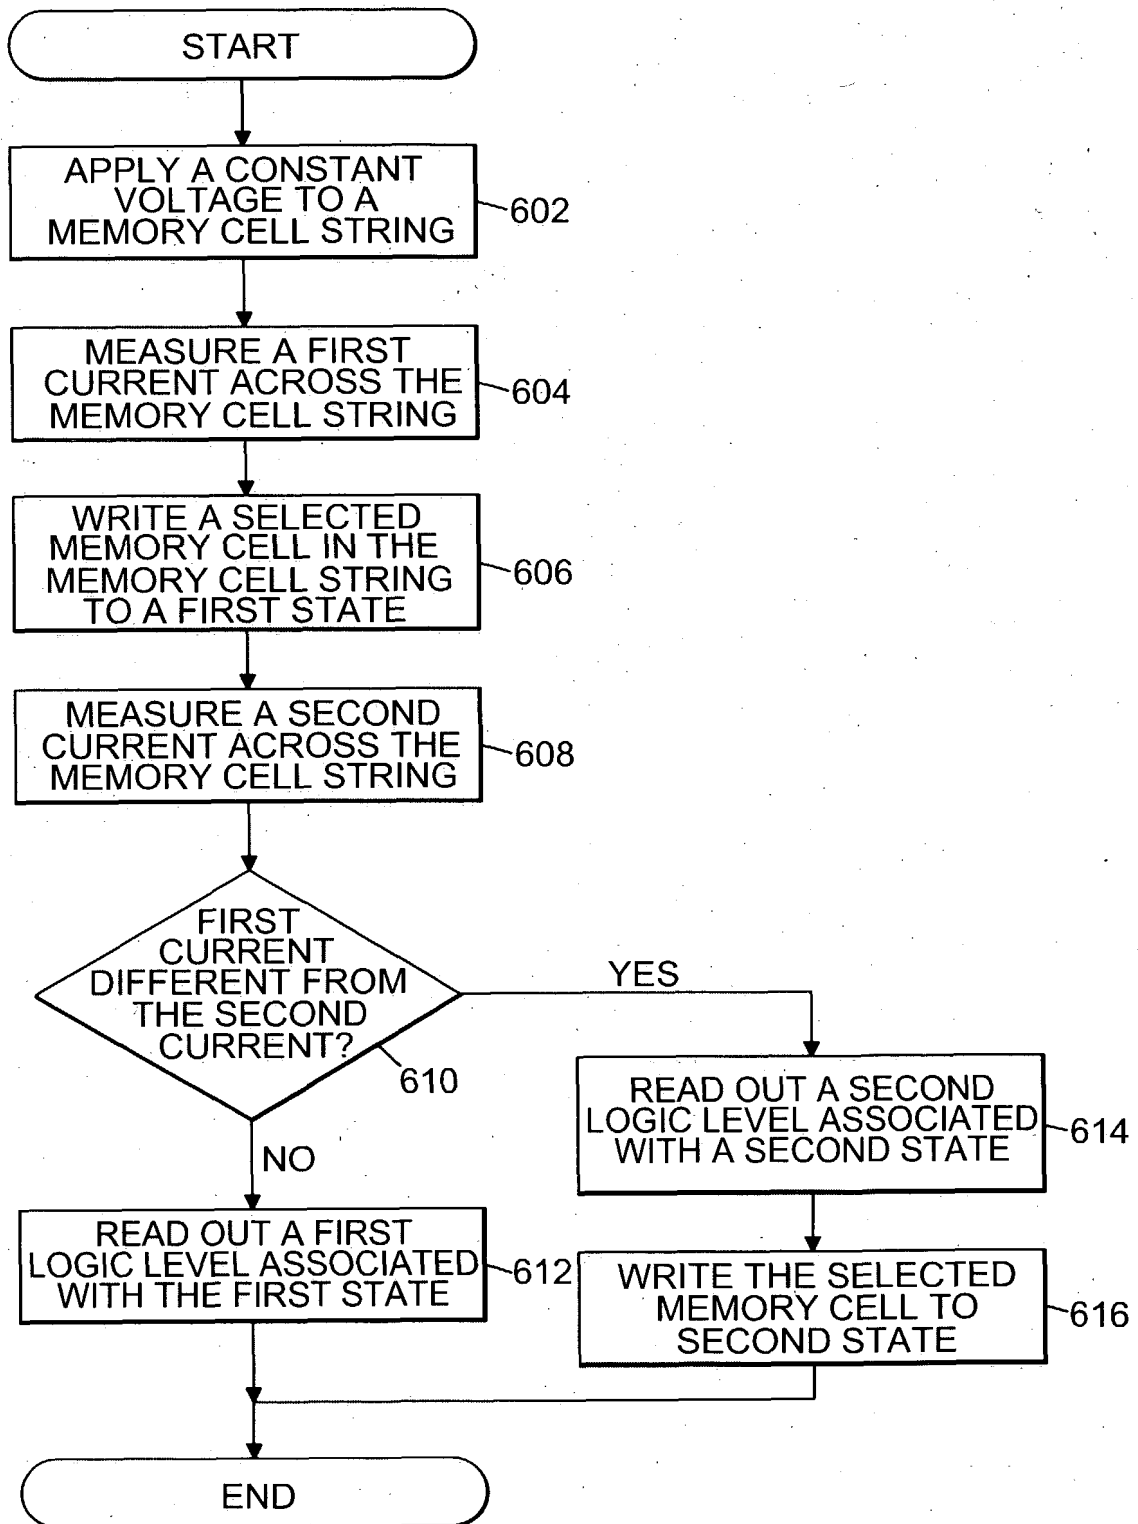 START
APPLY A CONSTANT
VOLTAGE TO A
MEMORY CELL STRING
602
MEASURE A FIRST
CURRENT ACROSS THE
MEMORY CELL STRING
604
WRITE A SELECTED
MEMORY CELL IN THE
MEMORY CELL STRING
TO A FIRST STATE
606
MEASURE A SECOND
CURRENT ACROSS THE
MEMORY CELL STRING
608
FIRST
CURRENT
DIFFERENT FROM
THE SECOND
CURRENT?
610
YES
READ OUT A SECOND
LOGIC LEVEL ASSOCIATED
WITH A SECOND STATE
614
NO
READ OUT A FIRST
LOGIC LEVEL ASSOCIATED
WITH THE FIRST STATE
612
WRITE THE SELECTED
MEMORY CELL TO
SECOND STATE
616
END